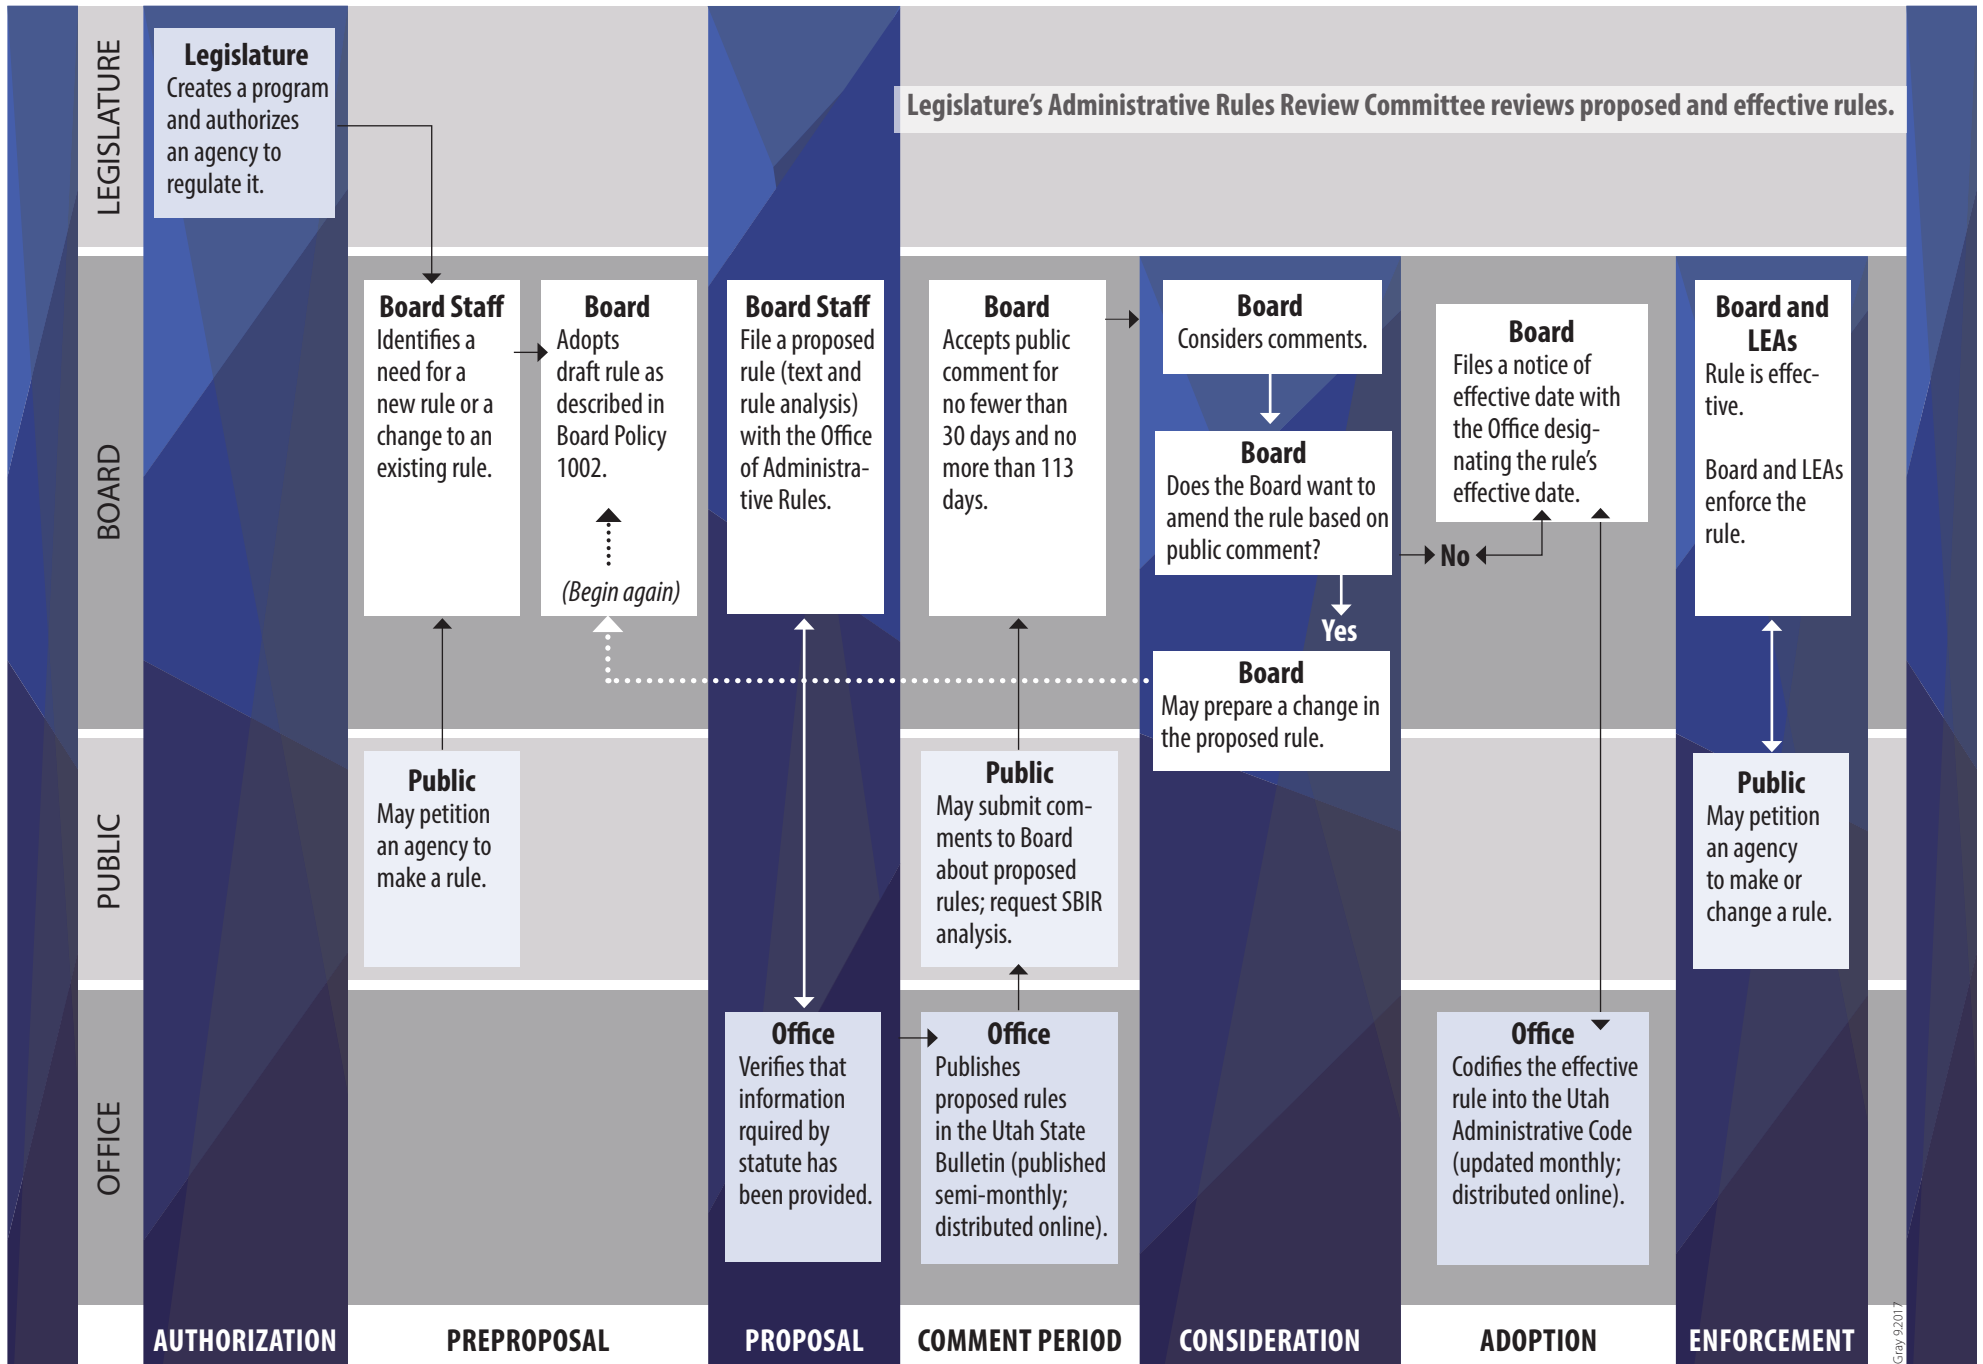 LEGISLATURE
Legislature
Creates a program
and authorizes
an agency to
regulate it.
Legislature's Administrative Rules Review Committee reviews proposed and effective rules.
BOARD
Board Staff
Identifies a
need for a
new rule or a
change to an
existing rule.
Board
Adopts
draft rule as
described in
Board Policy
1002.
(Begin again)
Board Staff
File a proposed
rule (text and
rule analysis)
with the Office
of Administra-
tive Rules.
Board
Accepts public
comment for
no fewer than
30 days and no
more than 113
days.
Board
Considers comments.
Board
Does the Board want to
amend the rule based on
public comment?
No
Yes
Board
May prepare a change in
the proposed rule.
Board
Files a notice of
effective date with
the Office desig-
nating the rule's
effective date.
Board and
LEAs
Rule is effec-
tive.
Board and LEAs
enforce the
rule.
PUBLIC
Public
May petition
an agency to
make a rule.
Public
May submit com-
ments to Board
about proposed
rules; request SBIR
analysis.
Public
May petition
an agency
to make or
change a rule.
OFFICE
Office
Verifies that
information
rquired by
statute has
been provided.
Office
Publishes
proposed rules
in the Utah State
Bulletin (published
semi-monthly;
distributed online).
Office
Codifies the effective
rule into the Utah
Administrative Code
(updated monthly;
distributed online).
AUTHORIZATION
PREPROPOSAL
PROPOSAL
COMMENT PERIOD
CONSIDERATION
ADOPTION
ENFORCEMENT
Gray 9.2017